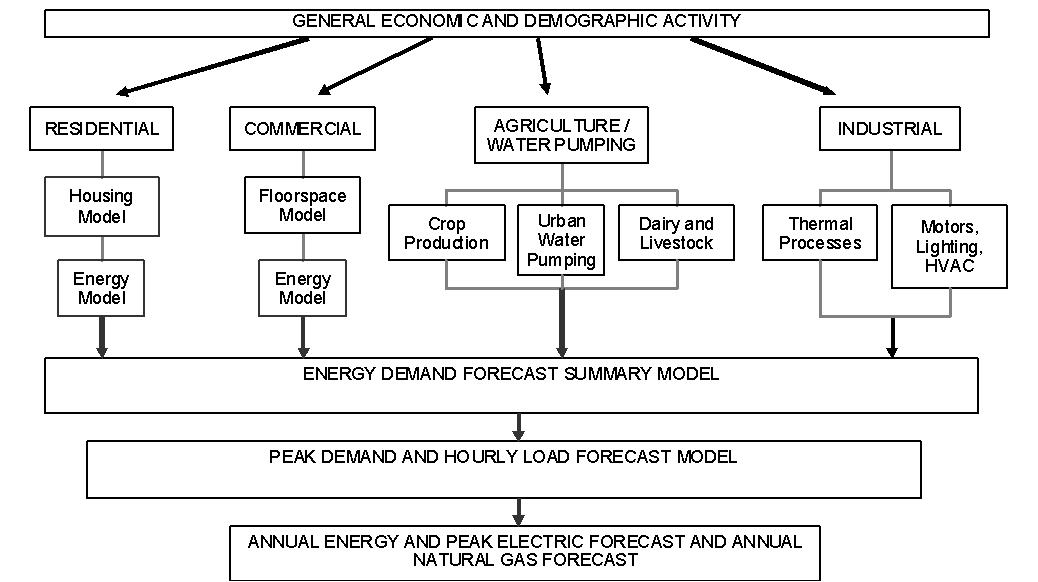 GENERAL ECONOMIC AND DEMOGRAPHIC ACTIVITY
RESIDENTIAL
COMMERCIAL
AGRICULTURE /
WATER PUMPING
INDUSTRIAL
Housing
Model
Floorspace
Model
Crop
Production
Urban
Water
Pumping
Dairy and
Livestock
Thermal
Processes
Motors,
Lighting,
HVAC
Energy
Model
Energy
Model
ENERGY DEMAND FORECAST SUMMARY MODEL
PEAK DEMAND AND HOURLY LOAD FORECAST MODEL
ANNUAL ENERGY AND PEAK ELECTRIC FORECAST AND ANNUAL
NATURAL GAS FORECAST